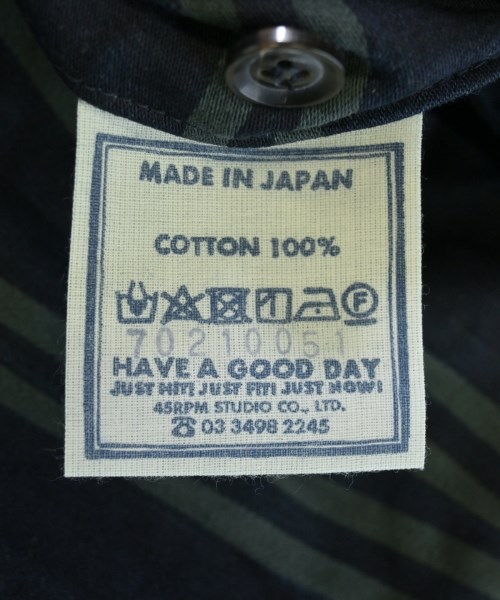 MADE IN JAPAN
COTTON 100%
F
70210051
HAVE A GOOD DAY
JUST HIT! JUST FIT! JUST NOW!
45RPM STUDIO CO., LTD.
☎ 03 3498 2245